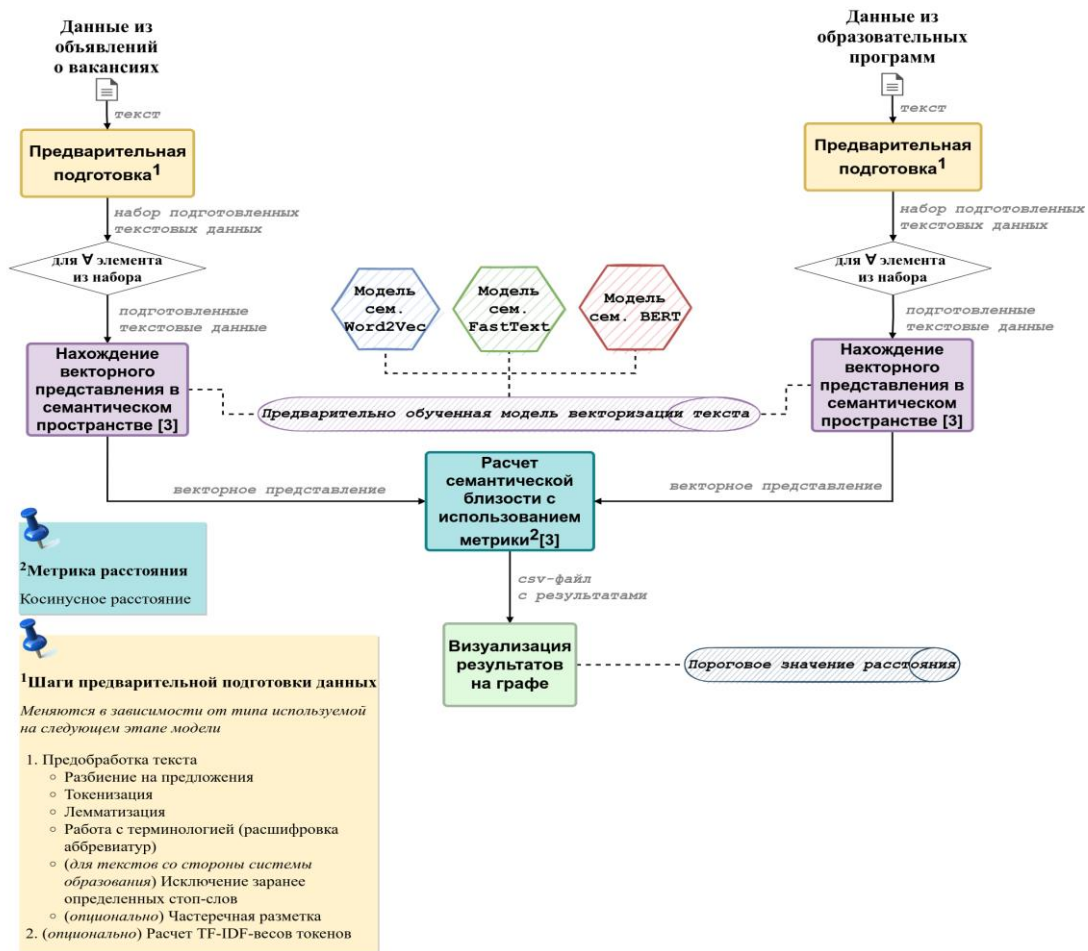 Данные из
объявлений
о вакансиях
текст
Предварительная
подготовка1
набор подготовленных
текстовых данных
для ∀ элемента
из набора
подготовленные
текстовые данные
Нахождение
векторного
представления в
семантическом
пространстве [3]
векторное представление
Данные из
образовательных
программ
текст
Предварительная
подготовка1
набор подготовленных
текстовых данных
для ∀ элемента
из набора
подготовленные
текстовые данные
Нахождение
векторного
представления в
семантическом
пространстве [3]
векторное представление
Модель
сем.
Word2Vec
Модель
сем.
FastText
Модель
сем. BERT
Предварительно обученная модель векторизации текста
Расчет
семантической
близости с
использованием
метрики2[3]
csv-файл
с результатами
Визуализация
результатов
на графе
Пороговое значение расстояния
2Метрика расстояния
Косинусное расстояние
1Шаги предварительной подготовки данных
Меняются в зависимости от типа используемой
на следующем этапе модели
1. Предобработка текста
Разбиение на предложения
Токенизация
Лемматизация
Работа с терминологией (расшифровка
аббревиатур)
(для текстов со стороны системы
образования) Исключение заранее
определенных стоп-слов
(опционально) Частеречная разметка
2. (опционально) Расчет TF-IDF-весов токенов